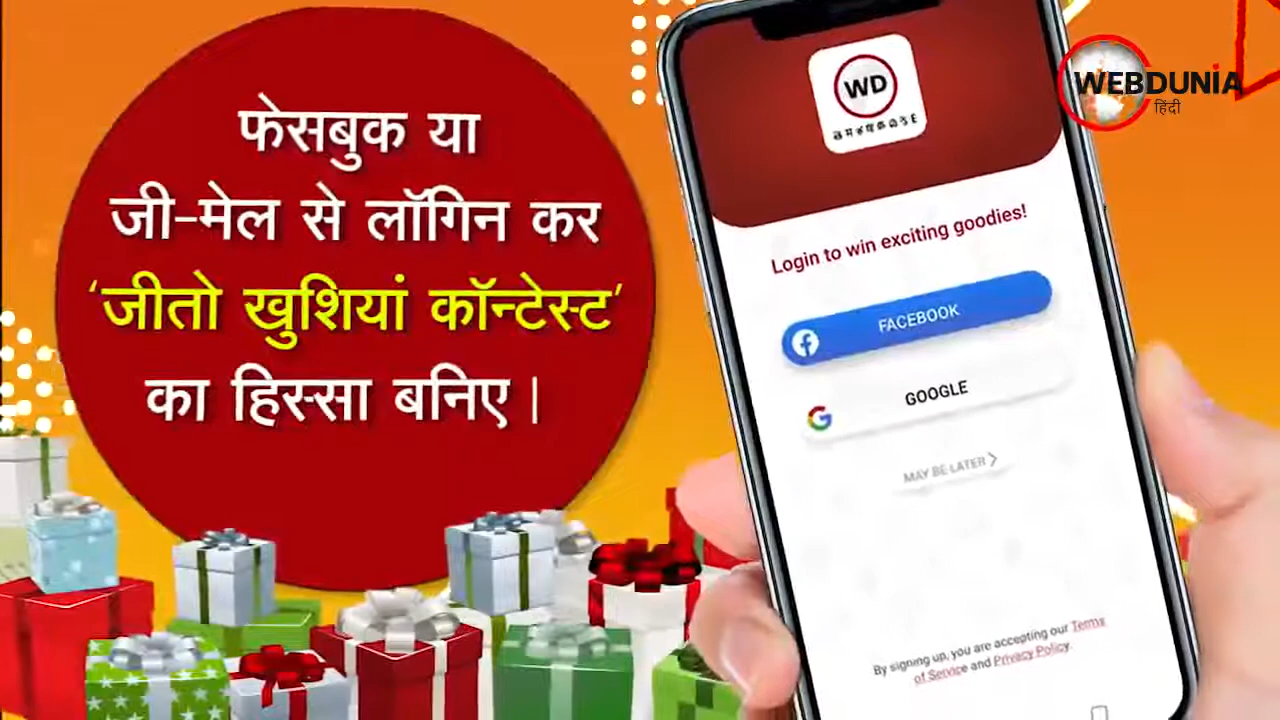 फेसबुक या
जी-मेल से लॉगिन कर
‘जीतो खुशियां कॉन्टेस्ट’
का हिस्सा बनिए।
WD
WEBDUNIA
हिंदी
Login to win exciting goodies!
FACEBOOK
GOOGLE
MAY BE LATER
By signing up, you are accepting our Terms
of Service and Privacy Policy.